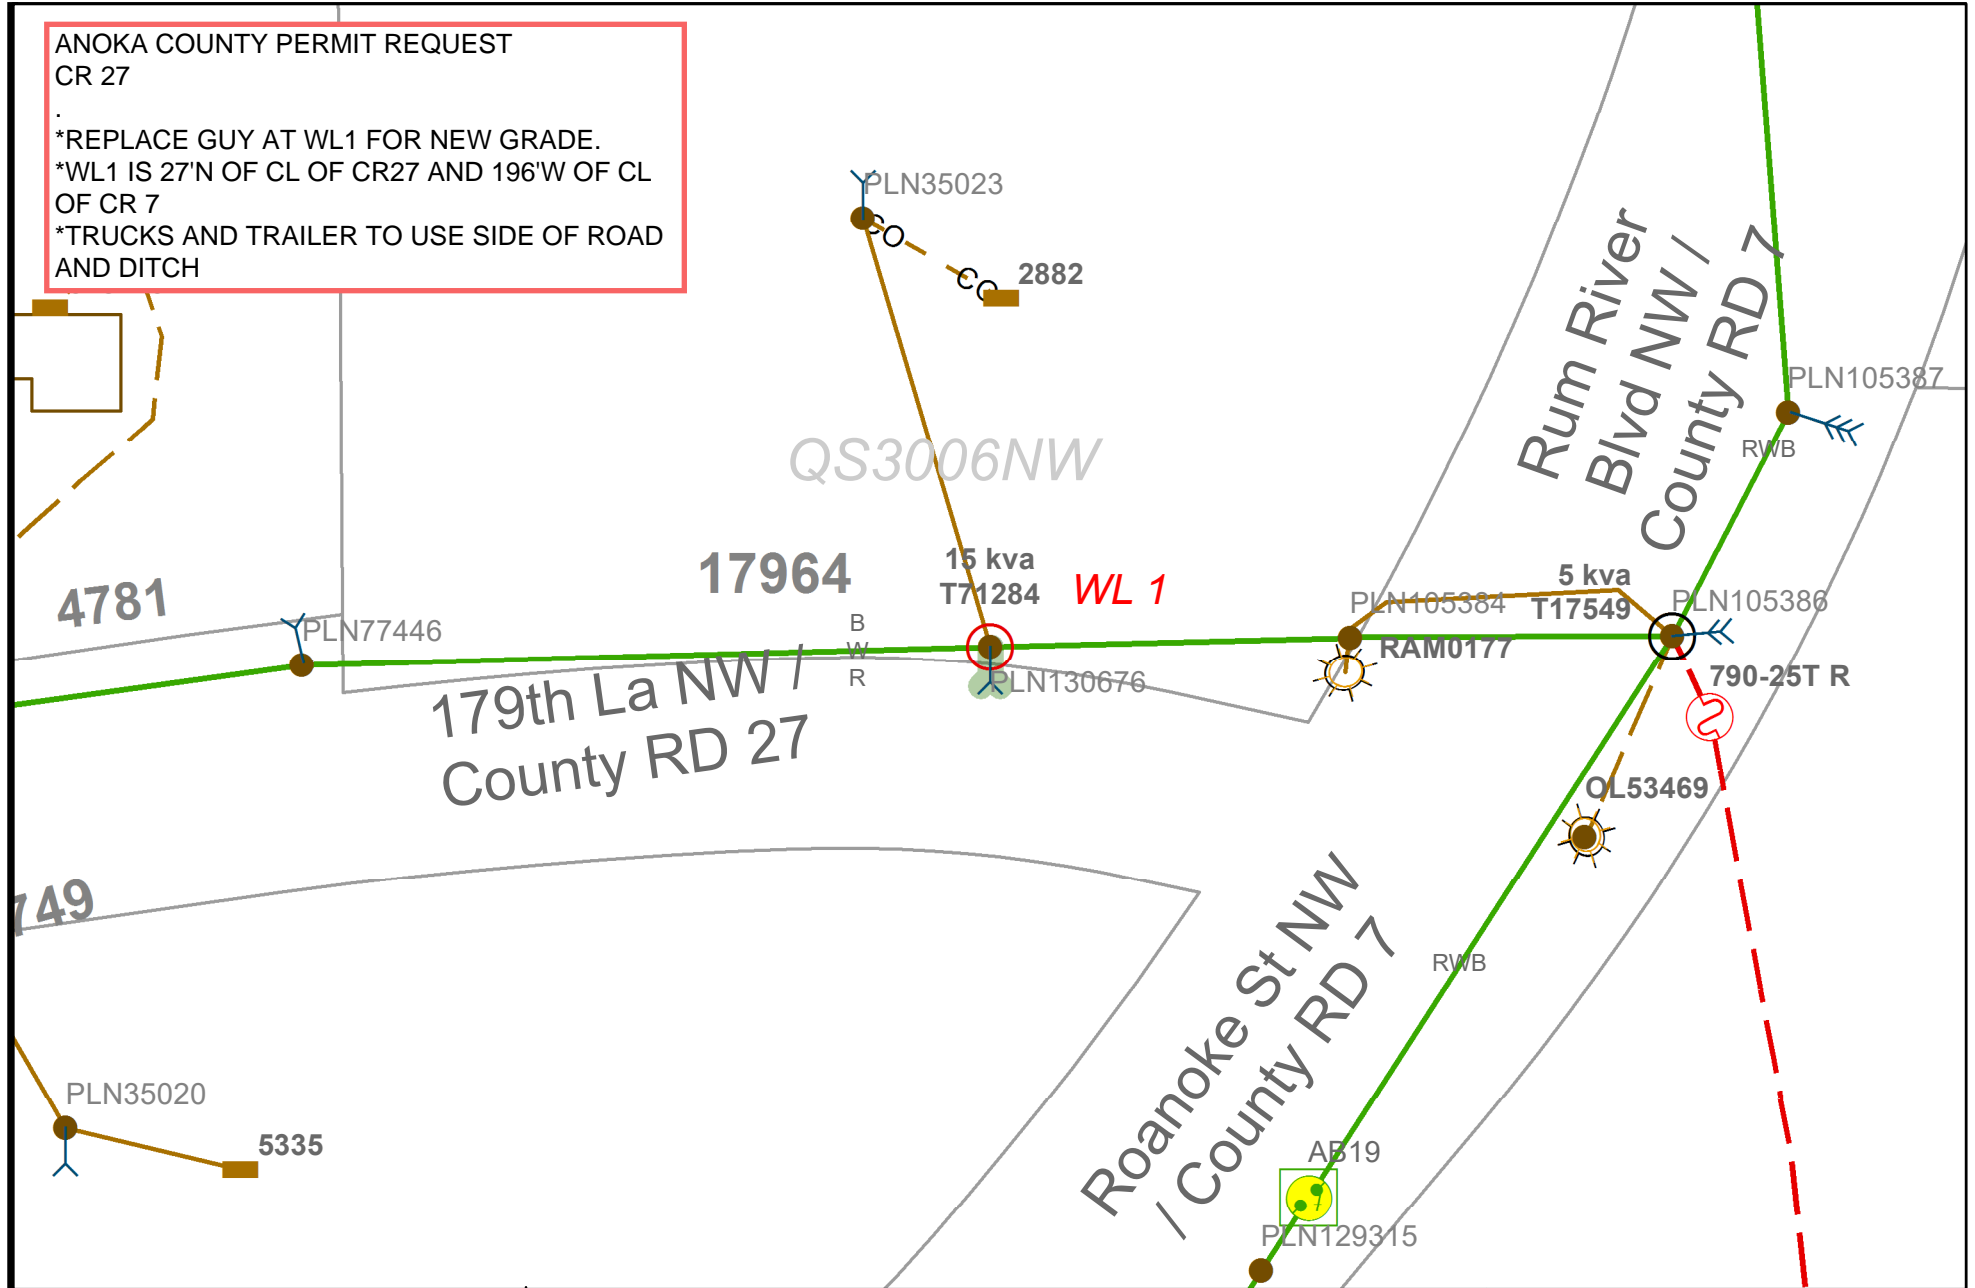 ANOKA COUNTY PERMIT REQUEST
CR 27
.
*REPLACE GUY AT WL1 FOR NEW GRADE.
*WL1 IS 27'N OF CL OF CR27 AND 196'W OF CL
OF CR 7
*TRUCKS AND TRAILER TO USE SIDE OF ROAD
AND DITCH
PLN35023
2882
Rum River
Blvd NW /
County RD 7
PLN105387
RWB
QS3006NW
17964
15 kva
T71284
WL 1
5 kva
T17549
PLN105384
PLN105386
4781
PLN77446
B
W
R
RAM0177
790-25T R
PLN130676
179th La NW /
County RD 27
OL53469
749
Roanoke St NW
/ County RD 7
RWB
PLN35020
5335
AB19
PLN129315